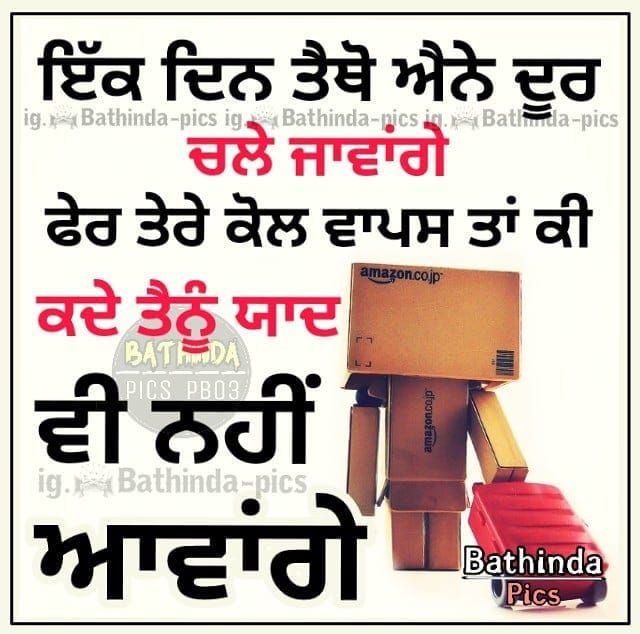 ਇੱਕ ਦਿਨ ਤੈਥੋ ਐਨੇ ਦੂਰ
ig. Bathinda-pics ig. Bathinda-pics ig. Bathinda-pics
ਚਲੇ ਜਾਵਾਂਗੇ
ਫੇਰ ਤੇਰੇ ਕੋਲ ਵਾਪਸ ਤਾਂ ਕੀ
amazon.co.jp
ਕਦੇ ਤੈਨੂੰ ਯਾਦ
BATHINDA
PICS PB03
amazon.co.jp
ਵੀ ਨਹੀਂ
ig. Bathinda-pics
ਆਵਾਂਗੇ
Bathinda
Pics